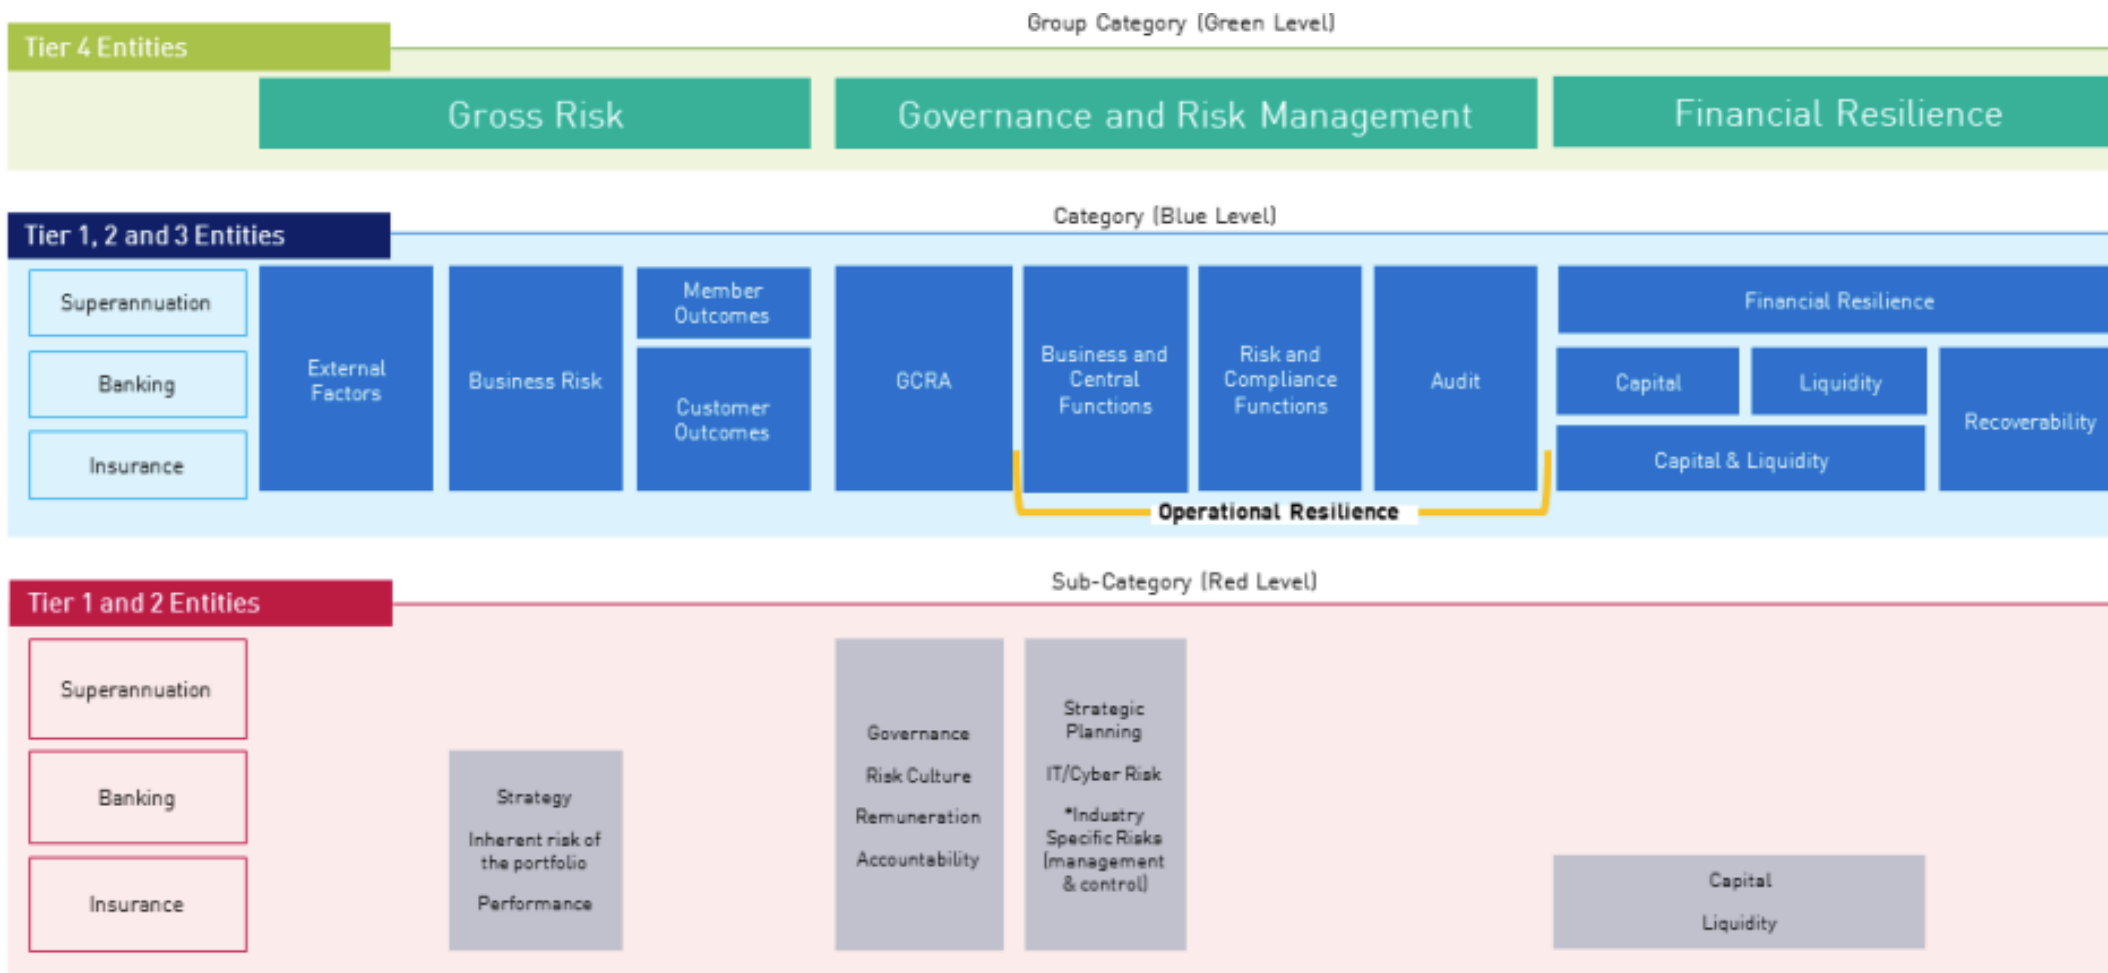 Group Category (Green Level)
Tier 4 Entities
Gross Risk
Governance and Risk Management
Financial Resilience
Category (Blue Level)
Tier 1, 2 and 3 Entities
Superannuation
Banking
Insurance
External
Factors
Business Risk
Member
Outcomes
Customer
Outcomes
GCRA
Business and
Central
Functions
Risk and
Compliance
Functions
Audit
Financial Resilience
Capital
Liquidity
Capital & Liquidity
Recoverability
Operational Resilience
Sub-Category (Red Level)
Tier 1 and 2 Entities
Superannuation
Banking
Insurance
Strategy
Inherent risk of
the portfolio
Performance
Governance
Risk Culture
Remuneration
Accountability
Strategic
Planning
IT/Cyber Risk
*Industry
Specific Risks
(management
& control)
Capital
Liquidity